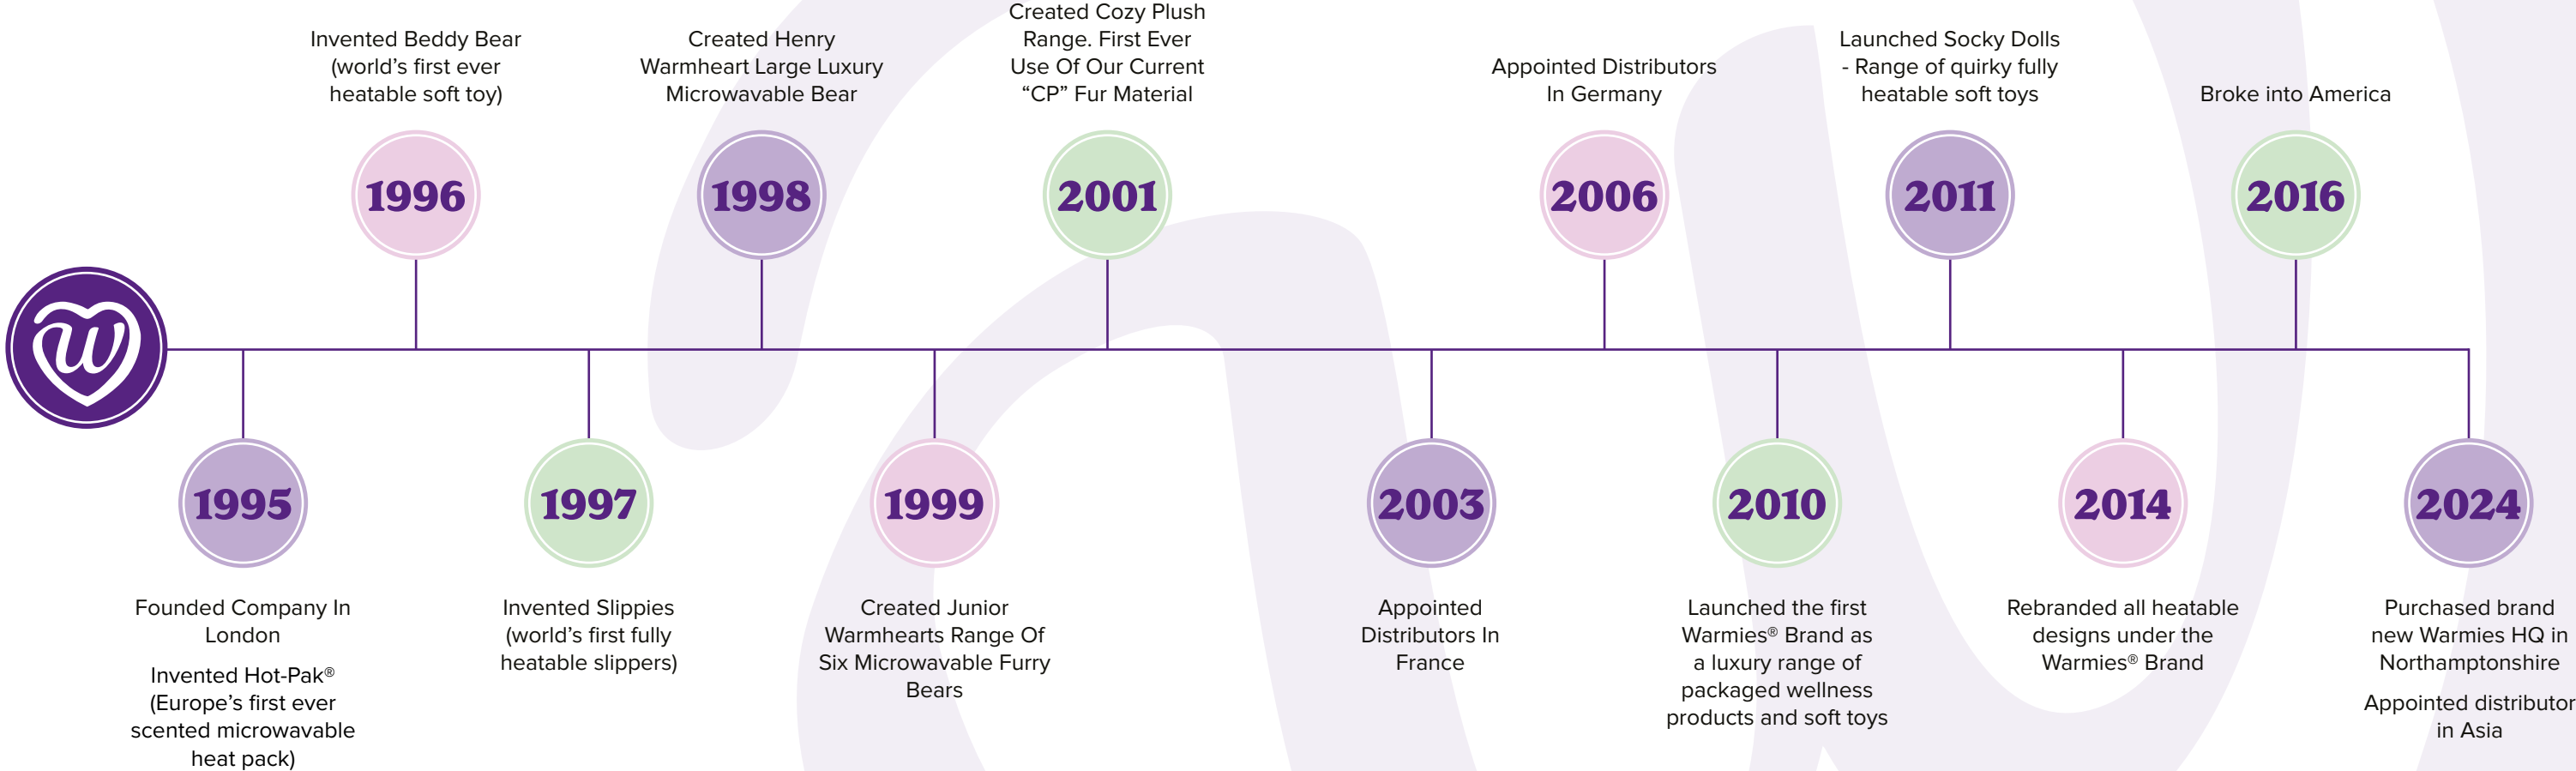 Invented Beddy Bear
(world’s first ever
heatable soft toy)
1996
Created Henry
Warmheart Large Luxury
Microwavable Bear
1998
Created Cozy Plush
Range. First Ever
Use Of Our Current
“CP” Fur Material
2001
Appointed Distributors
In Germany
2006
Launched Socky Dolls
- Range of quirky fully
heatable soft toys
2011
Broke into America
2016
w
1995
Founded Company In
London
Invented Hot-Pak®
(Europe’s first ever
scented microwavable
heat pack)
1997
Invented Slippies
(world’s first fully
heatable slippers)
1999
Created Junior
Warmhearts Range Of
Six Microwavable Furry
Bears
2003
Appointed
Distributors In
France
2010
Launched the first
Warmies® Brand as
a luxury range of
packaged wellness
products and soft toys
2014
Rebranded all heatable
designs under the
Warmies® Brand
2024
Purchased brand
new Warmies HQ in
Northamptonshire
Appointed distributor
in Asia